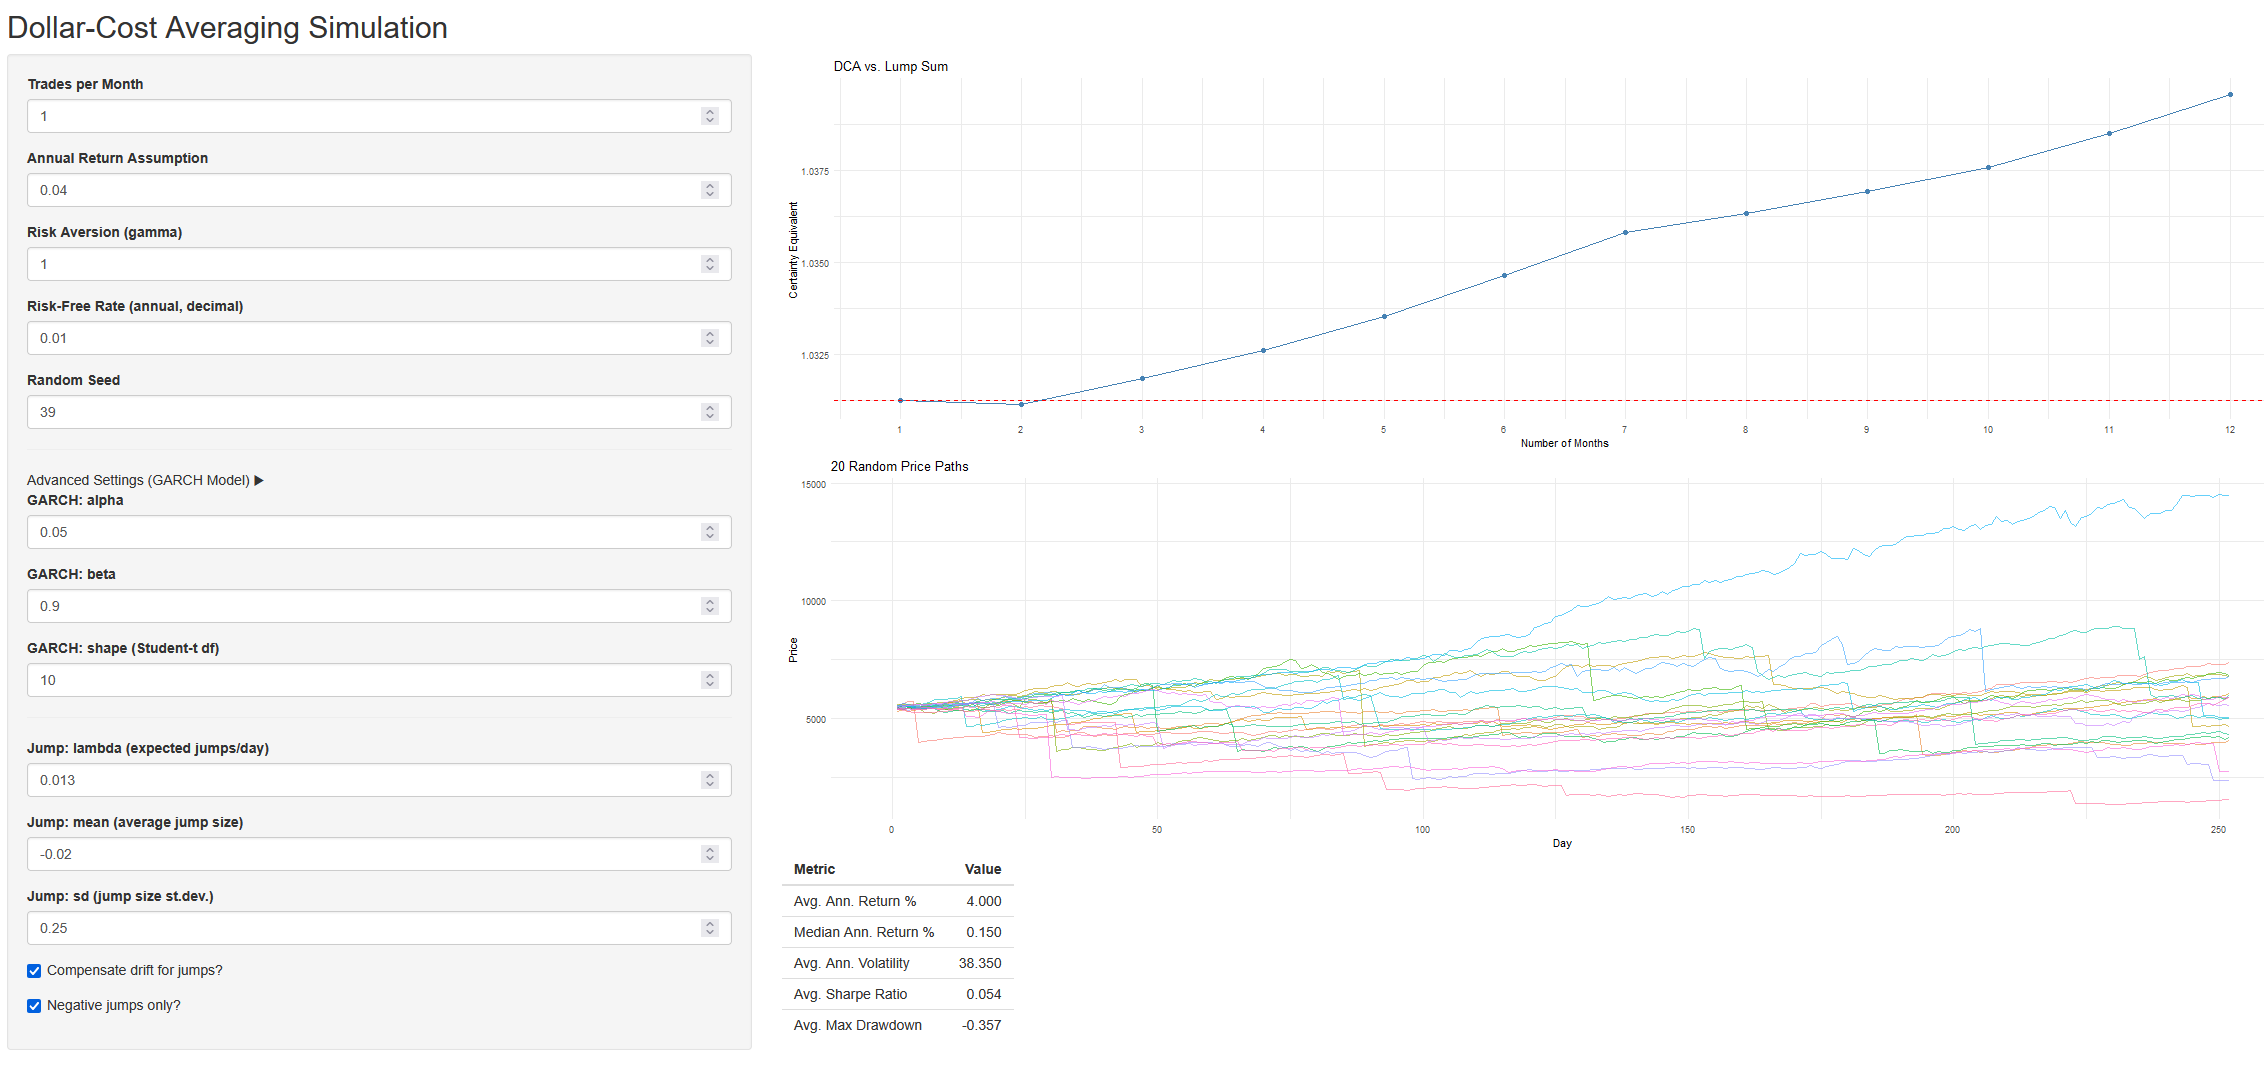 Dollar-Cost Averaging Simulation
Trades per Month
1
Annual Return Assumption
0.04
Risk Aversion (gamma)
1
Risk-Free Rate (annual, decimal)
0.01
Random Seed
39
Advanced Settings (GARCH Model) ▶
GARCH: alpha
0.05
GARCH: beta
0.9
GARCH: shape (Student-t df)
10
Jump: lambda (expected jumps/day)
0.013
Jump: mean (average jump size)
-0.02
Jump: sd (jump size st.dev.)
0.25
Compensate drift for jumps?
Negative jumps only?
DCA vs. Lump Sum
Certainty Equivalent
1.0375
1.0350
1.0325
1 2 3 4 5 6 7 8 9 10 11 12
Number of Months
20 Random Price Paths
Price
15000
10000
5000
0 50 100 150 200 250
Day
Metric Value
Avg. Ann. Return % 4.000
Median Ann. Return % 0.150
Avg. Ann. Volatility 38.350
Avg. Sharpe Ratio 0.054
Avg. Max Drawdown -0.357